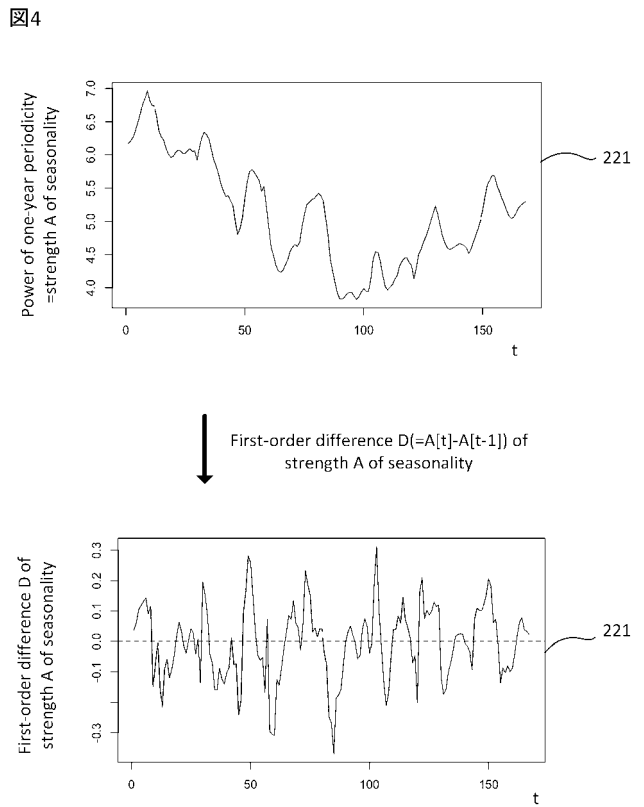 図4
Power of one-year periodicity
=strength A of seasonality
7.0
6.5
6.0
5.5
5.0
4.5
4.0
0
50
100
150
t
221
First-order difference D(=A[t]-A[t-1]) of
strength A of seasonality
First-order difference D of
strength A of seasonality
0.3
0.1
0.0
-0.1
-0.3
0
50
100
150
t
221